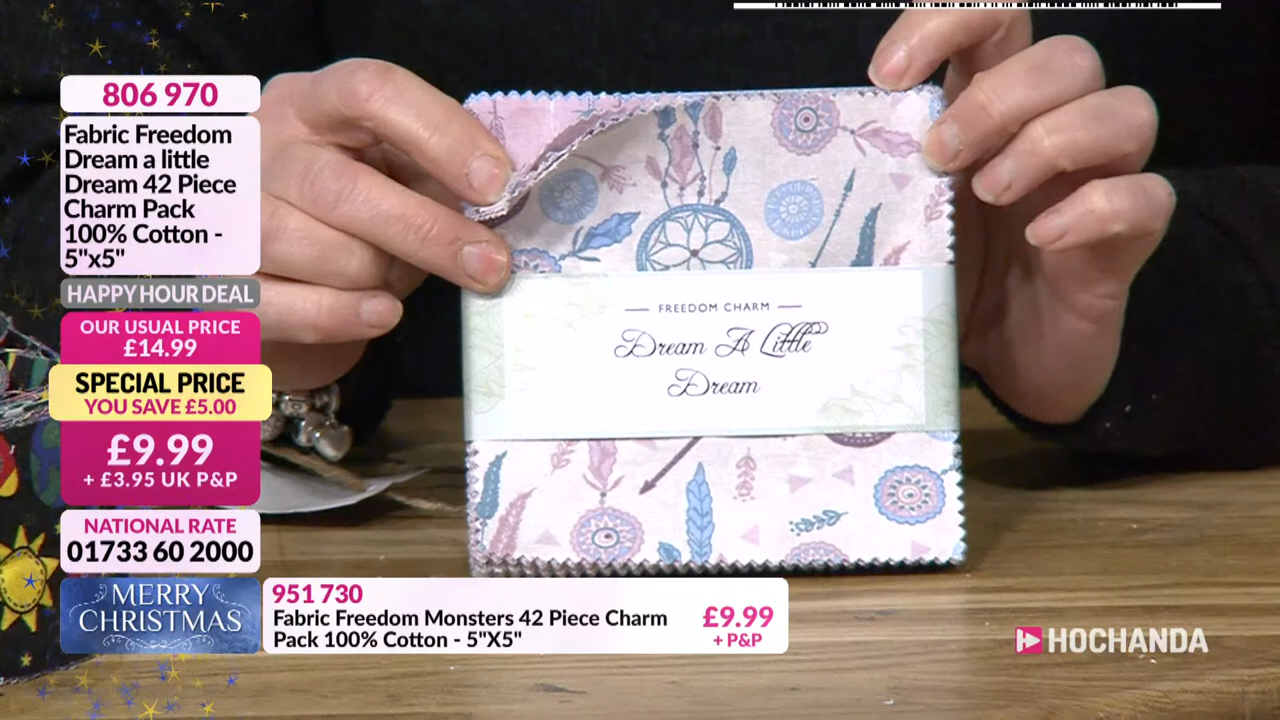 806 970
Fabric Freedom
Dream a little
Dream 42 Piece
Charm Pack
100% Cotton -
5"x5"
HAPPY HOUR DEAL
OUR USUAL PRICE
£14.99
SPECIAL PRICE
YOU SAVE £5.00
£9.99
+ £3.95 UK P&P
NATIONAL RATE
01733 60 2000
FREEDOM CHARM
Dream A Little
Dream
MERRY
CHRISTMAS
951 730
Fabric Freedom Monsters 42 Piece Charm
Pack 100% Cotton - 5"X5"
£9.99
+ P&P
HOCHANDA